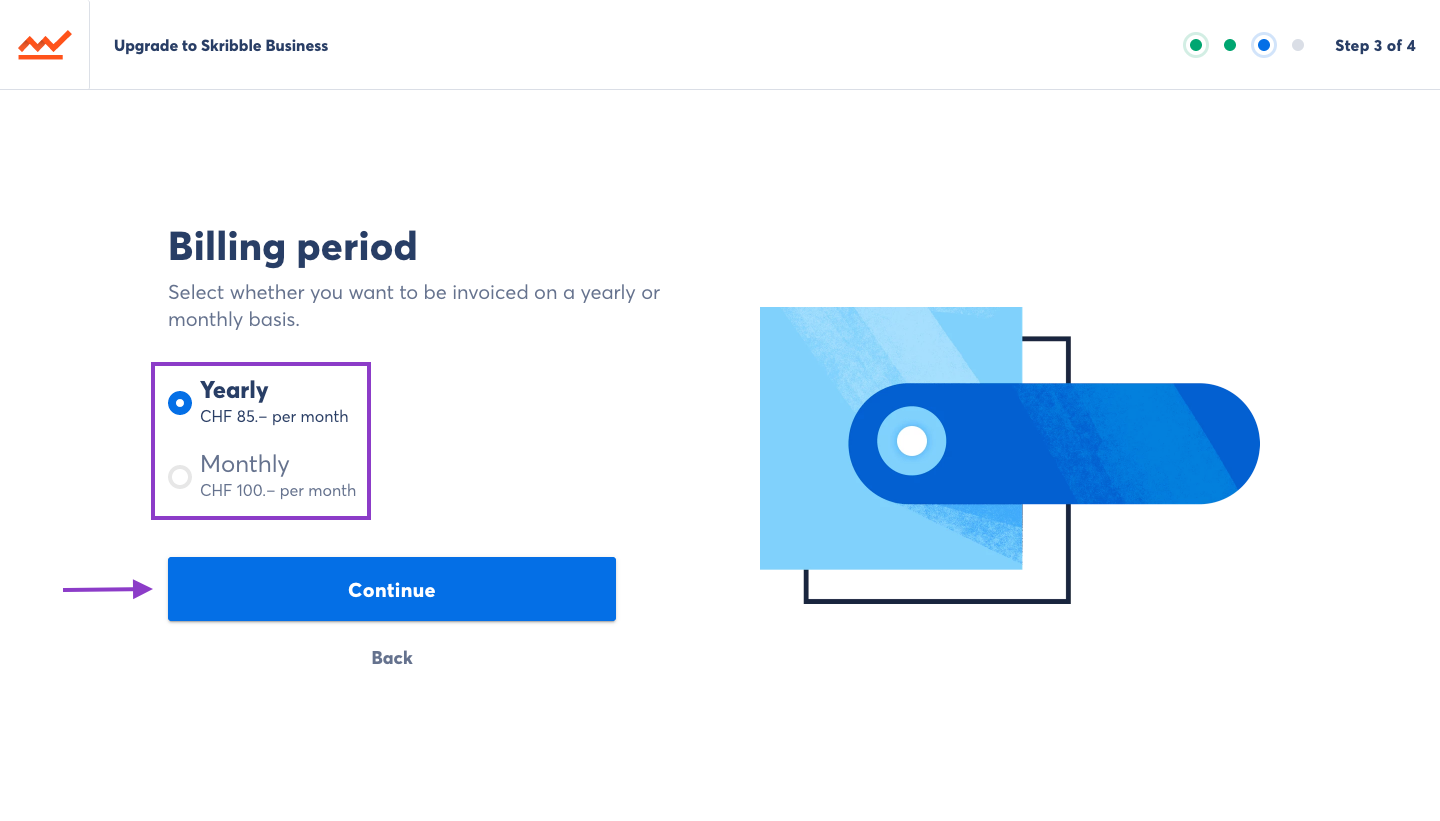 Upgrade to Skribble Business
Step 3 of 4
Billing period
Select whether you want to be invoiced on a yearly or
monthly basis.
Yearly
CHF 85.– per month
Monthly
CHF 100.– per month
Continue
Back